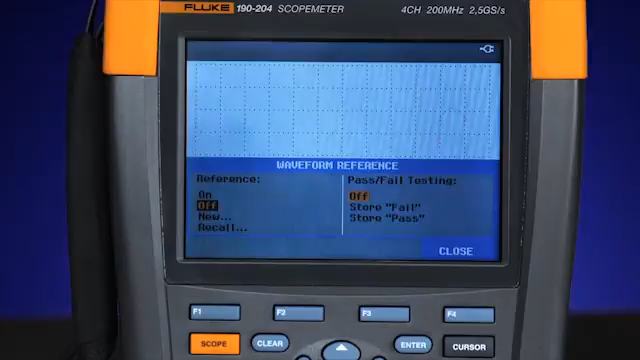 FLUKE 190-204 SCOPEMETER 4CH 200MHz 2,5GS/s
WAVEFORM REFERENCE
Reference: Pass/Fail Testing:
On Off
Off Store "Fail"
New... Store "Pass"
Recall...
CLOSE
F1 F2 F3 F4
SCOPE CLEAR ENTER CURSOR